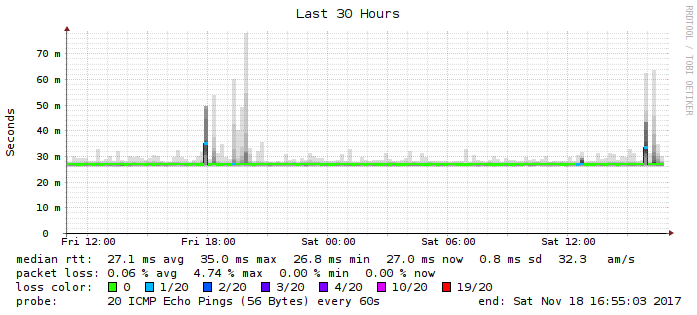 Last 30 Hours
RRDTOOL / TOBI OETIKER
Seconds
70 m
60 m
50 m
40 m
30 m
20 m
10 m
0
Fri 12:00 Fri 18:00 Sat 00:00 Sat 06:00 Sat 12:00
median rtt: 27.1 ms avg 35.0 ms max 26.8 ms min 27.0 ms now 0.8 ms sd 32.3 am/s
packet loss: 0.06 % avg 4.74 % max 0.00 % min 0.00 % now
loss color: 0 1/20 2/20 3/20 4/20 10/20 19/20
probe: 20 ICMP Echo Pings (56 Bytes) every 60s end: Sat Nov 18 16:55:03 2017